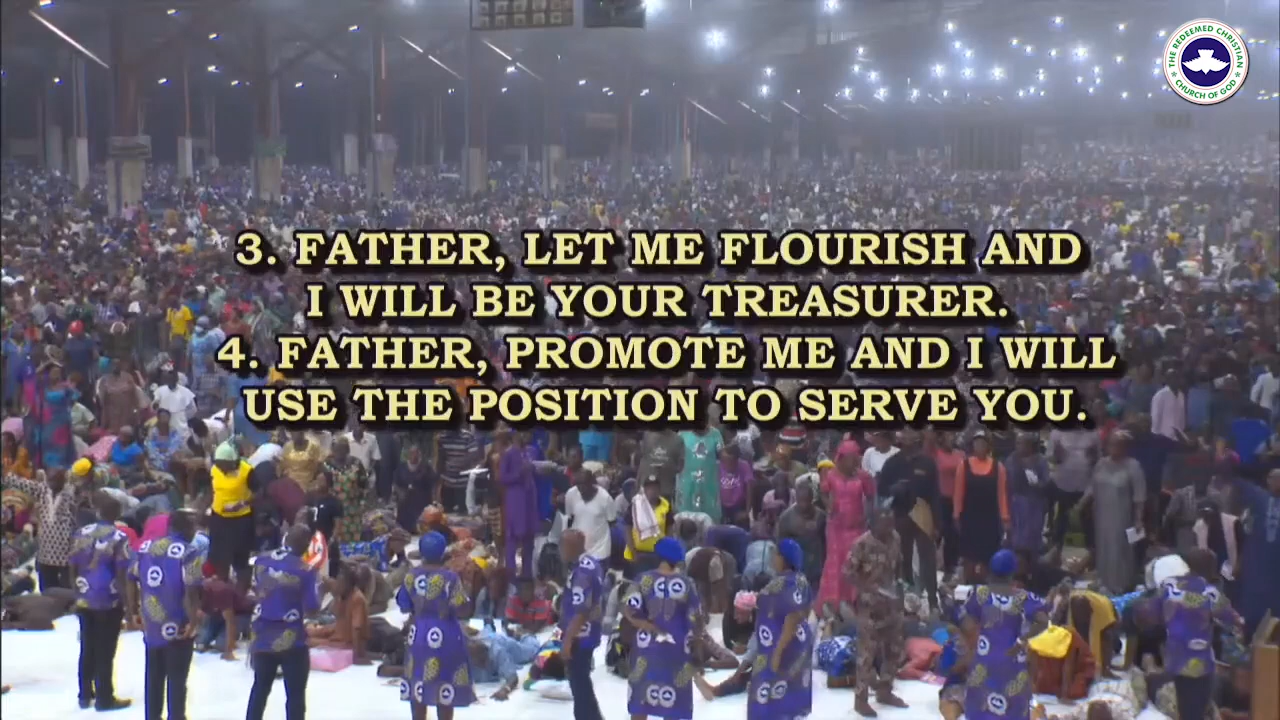 THE REDEEMED CHRISTIAN
CHURCH OF GOD
3. FATHER, LET ME FLOURISH AND
I WILL BE YOUR TREASURER.
4. FATHER, PROMOTE ME AND I WILL
USE THE POSITION TO SERVE YOU.